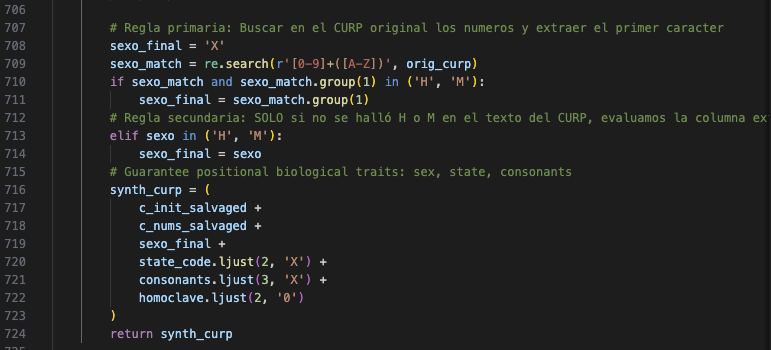 706
707 # Regla primaria: Buscar en el CURP original los numeros y extraer el primer caracter
708 sexo_final = 'X'
709 sexo_match = re.search(r'[0-9]+([A-Z])', orig_curp)
710 if sexo_match and sexo_match.group(1) in ('H', 'M'):
711 sexo_final = sexo_match.group(1)
712 # Regla secundaria: SOLO si no se halló H o M en el texto del CURP, evaluamos la columna ex
713 elif sexo in ('H', 'M'):
714 sexo_final = sexo
715 # Guarantee positional biological traits: sex, state, consonants
716 synth_curp = (
717 c_init_salvaged +
718 c_nums_salvaged +
719 sexo_final +
720 state_code.ljust(2, 'X') +
721 consonants.ljust(3, 'X') +
722 homoclave.ljust(2, '0')
723 )
724 return synth_curp